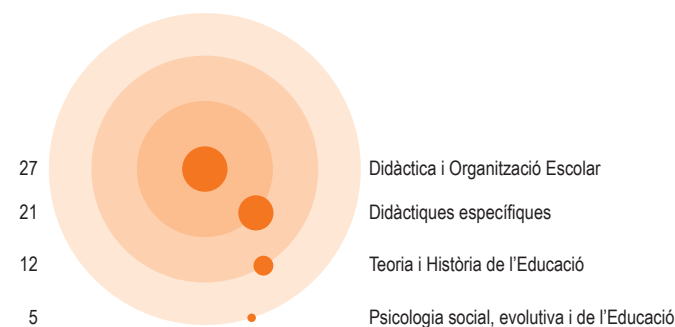 27 Didàctica i Organització Escolar
21 Didàctiques específiques
12 Teoria i Història de l’Educació
5 Psicologia social, evolutiva i de l’Educació